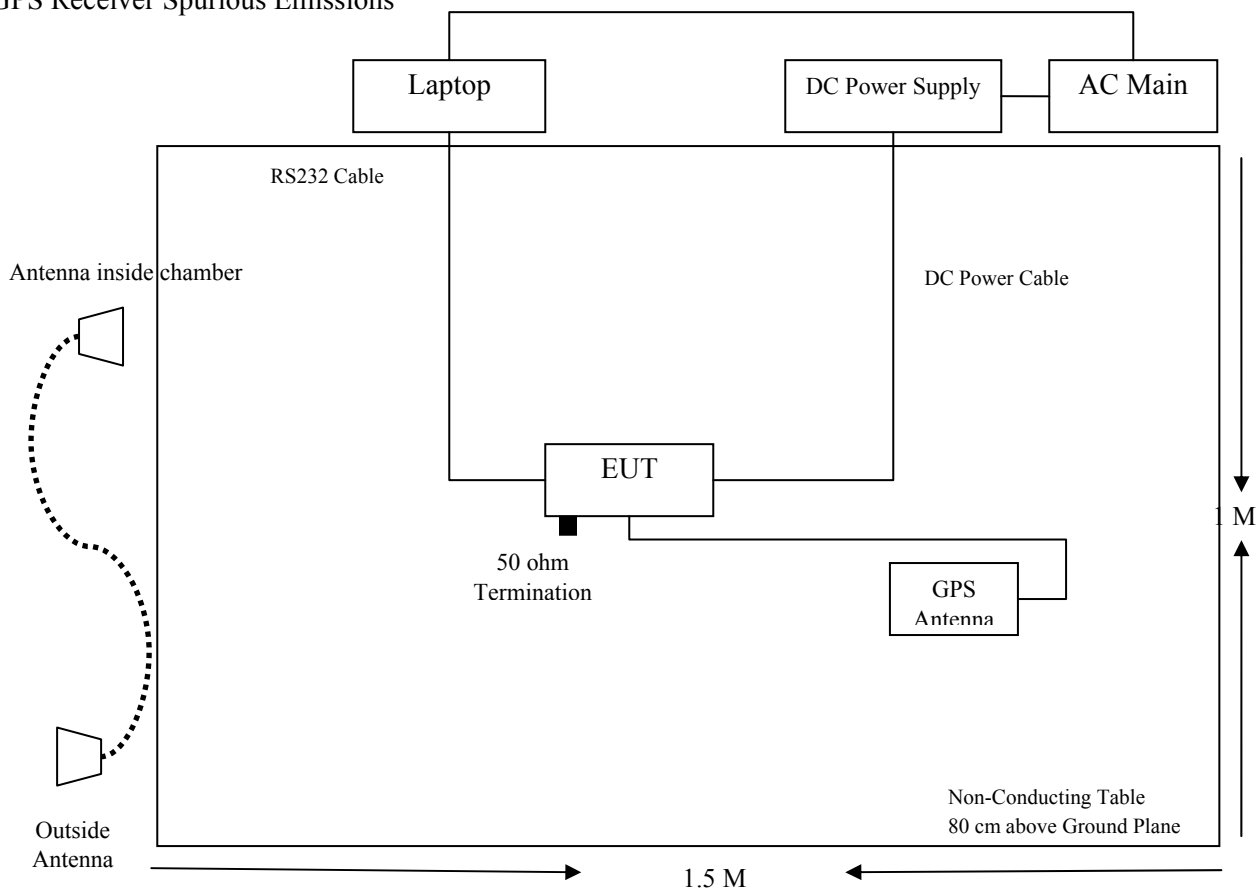 GPS Receiver Spurious Emissions
Laptop
DC Power Supply
AC Main
RS232 Cable
Antenna inside chamber
DC Power Cable
EUT
1 M
50 ohm
Termination
GPS
Antenna
Non-Conducting Table
80 cm above Ground Plane
Outside
Antenna
1.5 M